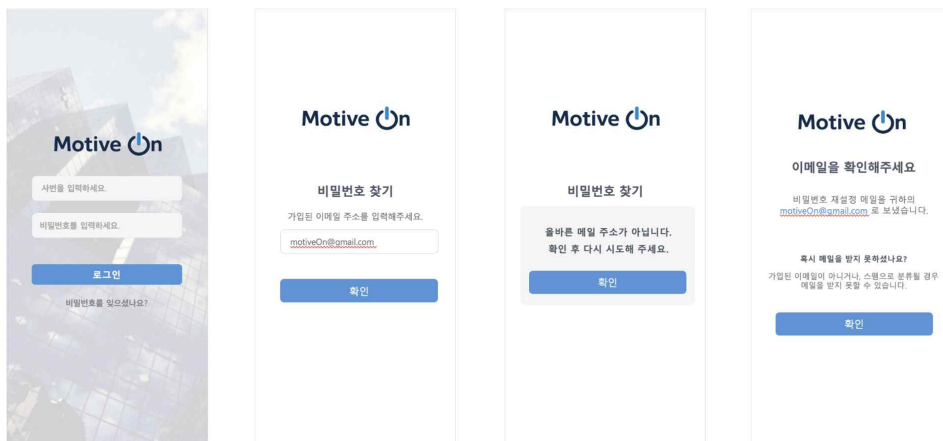 Motive On
사번을 입력하세요.
비밀번호를 입력하세요.
로그인
비밀번호를 잊으셨나요?
Motive On
비밀번호 찾기
가입된 이메일 주소를 입력해주세요.
motiveOn@gmail.com
확인
Motive On
비밀번호 찾기
올바른 메일 주소가 아닙니다.
확인 후 다시 시도해 주세요.
확인
Motive On
이메일을 확인해주세요
비밀번호 재설정 메일을 귀하의
motiveOn@gmail.com 로 보냈습니다.
혹시 메일을 받지 못하셨나요?
가입된 이메일이 아니거나, 스팸으로 분류될 경우
메일을 받지 못할 수 있습니다.
확인